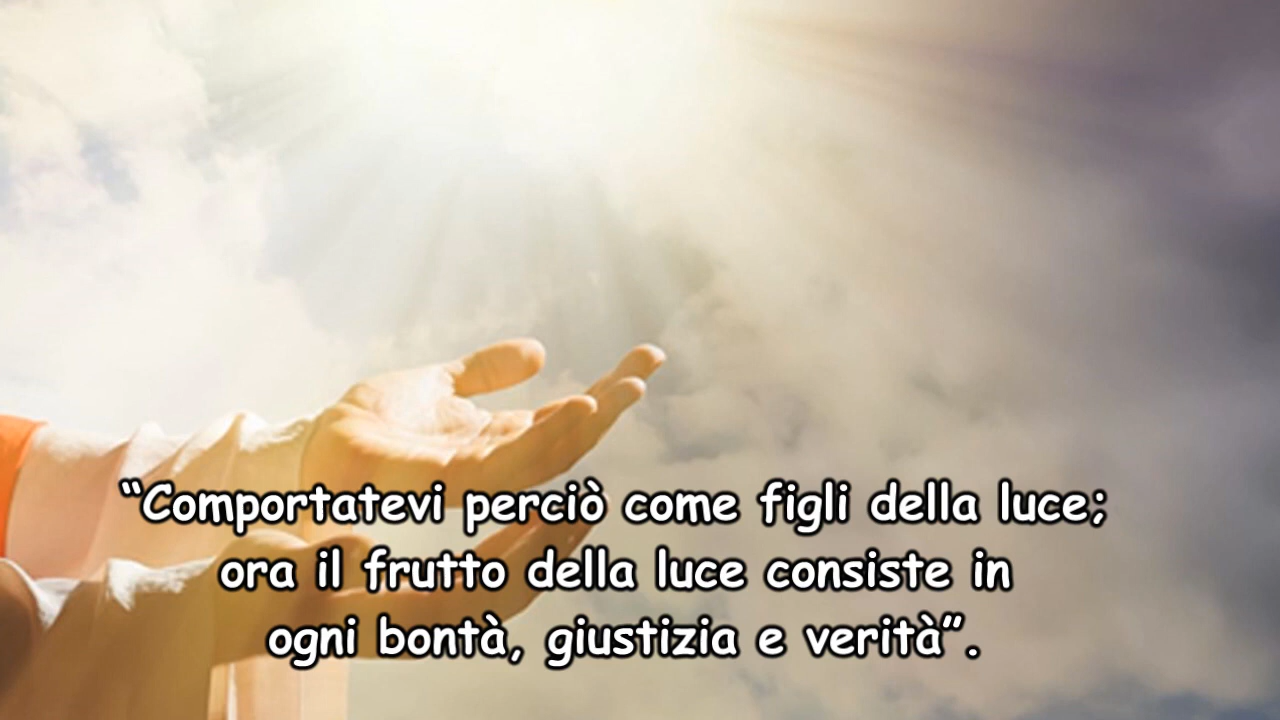 “Comportatevi perciò come figli della luce;
ora il frutto della luce consiste in
ogni bontà, giustizia e verità”.